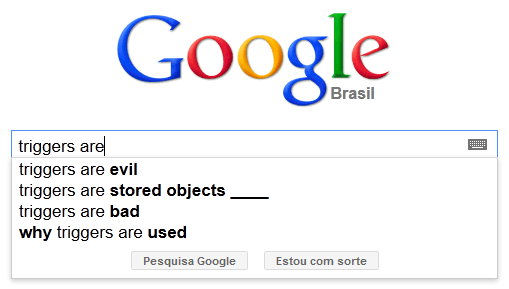 Google
Brasil
triggers are
triggers are evil
triggers are stored objects ____
triggers are bad
why triggers are used
Pesquisa Google
Estou com sorte